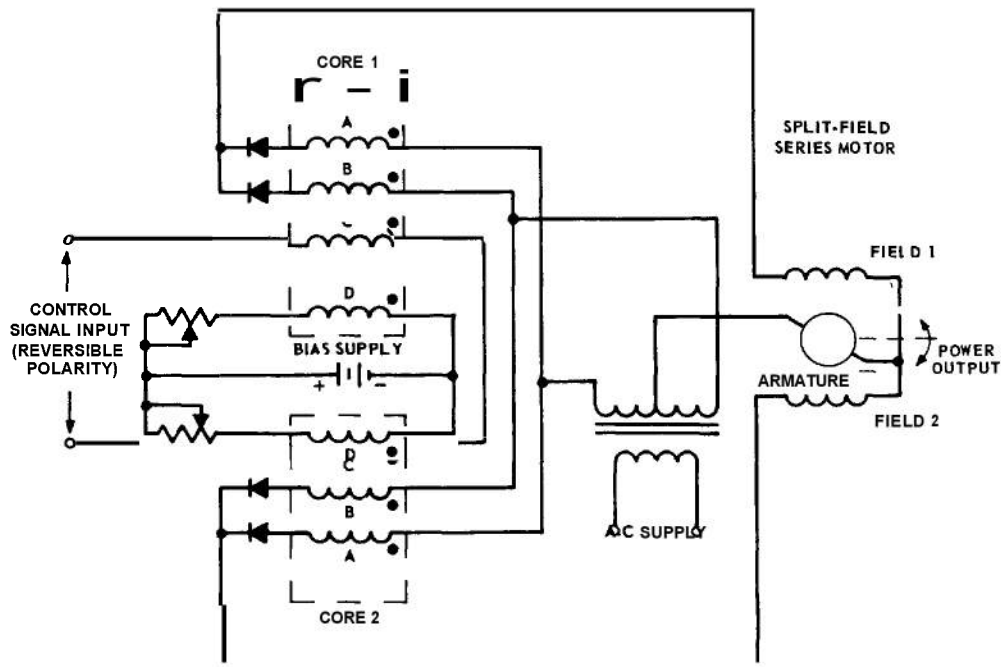 CORE 1
r – i
A
SPLIT-FIELD
SERIES MOTOR
B
C
FIELD 1
CONTROL
SIGNAL INPUT
(REVERSIBLE
POLARITY)
D
BIAS SUPPLY
+ –
POWER
OUTPUT
ARMATURE
FIELD 2
D
C
B
A-C SUPPLY
A
CORE 2